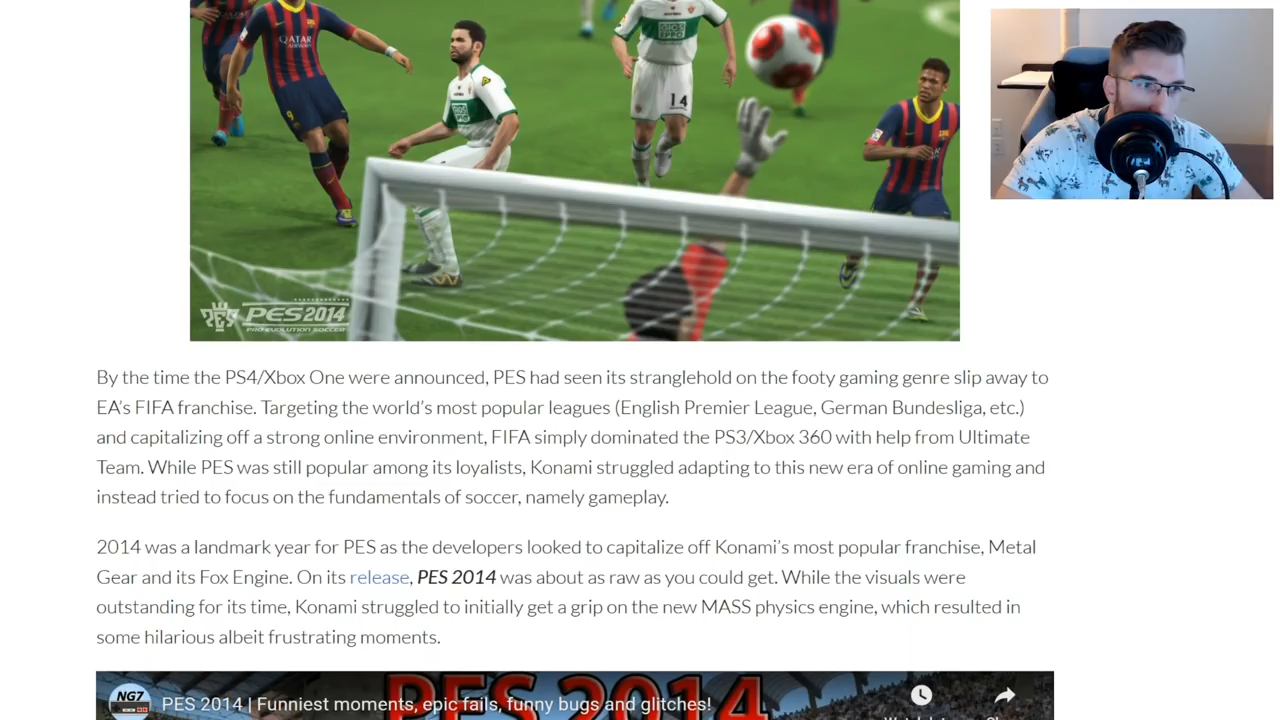 QATAR
9
14
PES 2014
PRO EVOLUTION SOCCER
By the time the PS4/Xbox One were announced, PES had seen its stranglehold on the footy gaming genre slip away to
EA's FIFA franchise. Targeting the world's most popular leagues (English Premier League, German Bundesliga, etc.)
and capitalizing off a strong online environment, FIFA simply dominated the PS3/Xbox 360 with help from Ultimate
Team. While PES was still popular among its loyalists, Konami struggled adapting to this new era of online gaming and
instead tried to focus on the fundamentals of soccer, namely gameplay.
2014 was a landmark year for PES as the developers looked to capitalize off Konami's most popular franchise, Metal
Gear and its Fox Engine. On its release, PES 2014 was about as raw as you could get. While the visuals were
outstanding for its time, Konami struggled to initially get a grip on the new MASS physics engine, which resulted in
some hilarious albeit frustrating moments.
NG7
PES 2014 | Funniest moments, epic fails, funny bugs and glitches!
PES 2014